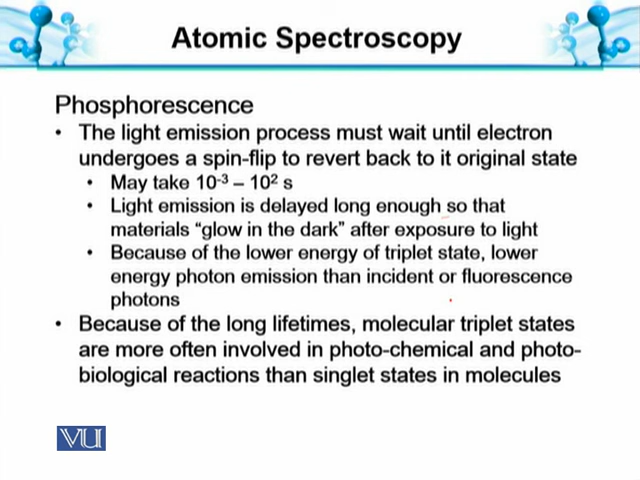 Atomic Spectroscopy
Phosphorescence
• The light emission process must wait until electron
undergoes a spin-flip to revert back to it original state
• May take 10⁻³ – 10² s
• Light emission is delayed long enough so that
materials “glow in the dark” after exposure to light
• Because of the lower energy of triplet state, lower
energy photon emission than incident or fluorescence
photons
• Because of the long lifetimes, molecular triplet states
are more often involved in photo-chemical and photo-
biological reactions than singlet states in molecules
VU